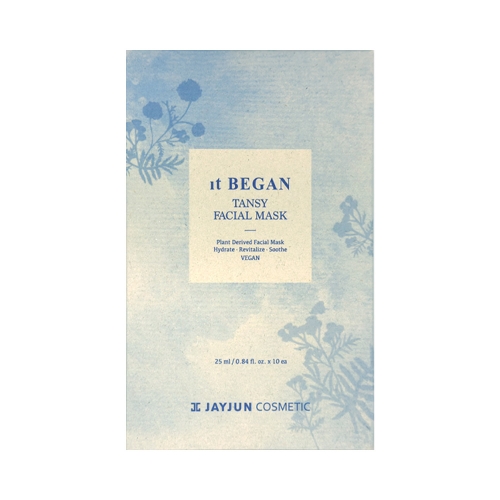 ıt BEGAN
TANSY
FACIAL MASK
Plant Derived Facial Mask
Hydrate · Revitalize · Soothe
VEGAN
25 ml / 0.84 fl. oz. x 10 ea
JAYJUN COSMETIC